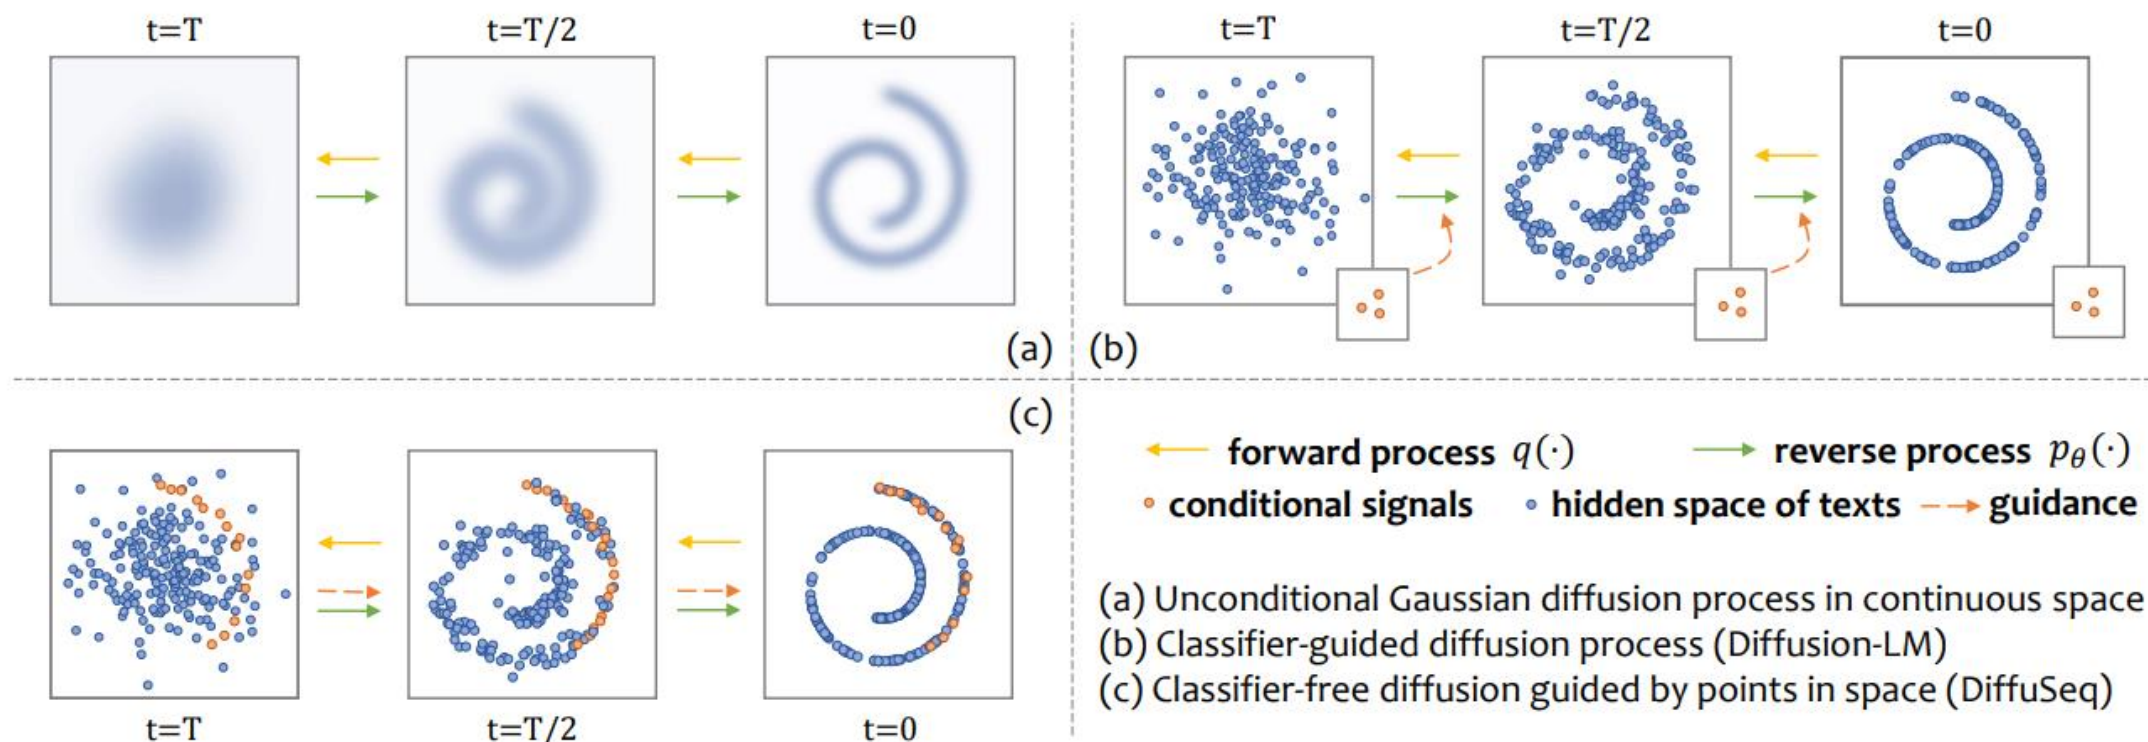 t=T
t=T/2
t=0
(a)
t=T
t=T/2
t=0
(b)
(c)
t=T
t=T/2
t=0
forward process q(·)
reverse process pθ(·)
conditional signals
hidden space of texts
guidance
(a) Unconditional Gaussian diffusion process in continuous space
(b) Classifier-guided diffusion process (Diffusion-LM)
(c) Classifier-free diffusion guided by points in space (DiffuSeq)